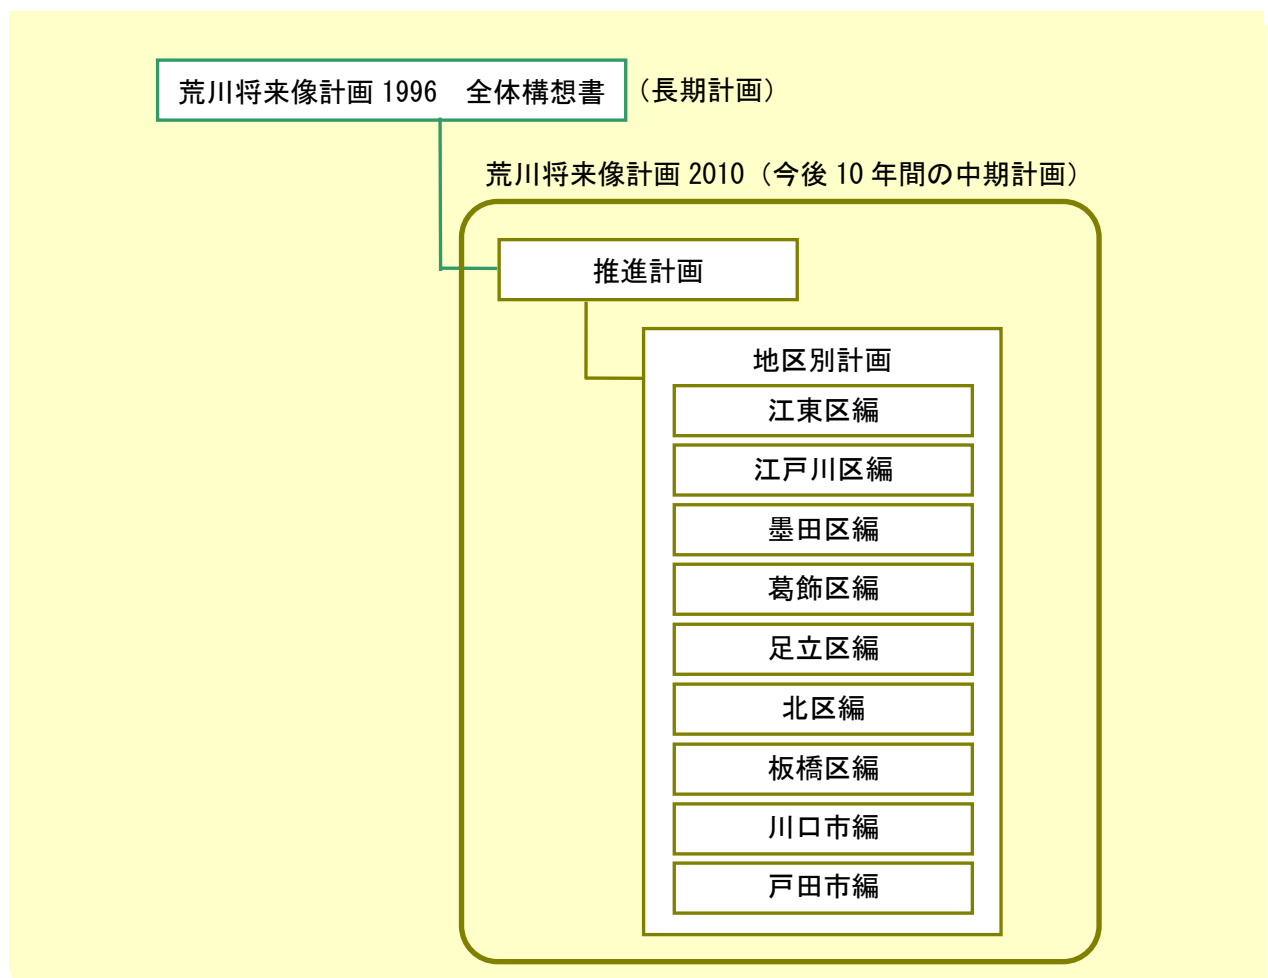 荒川将来像計画 1996　全体構想書 （長期計画）
荒川将来像計画 2010（今後 10 年間の中期計画）
推進計画
地区別計画
江東区編
江戸川区編
墨田区編
葛飾区編
足立区編
北区編
板橋区編
川口市編
戸田市編